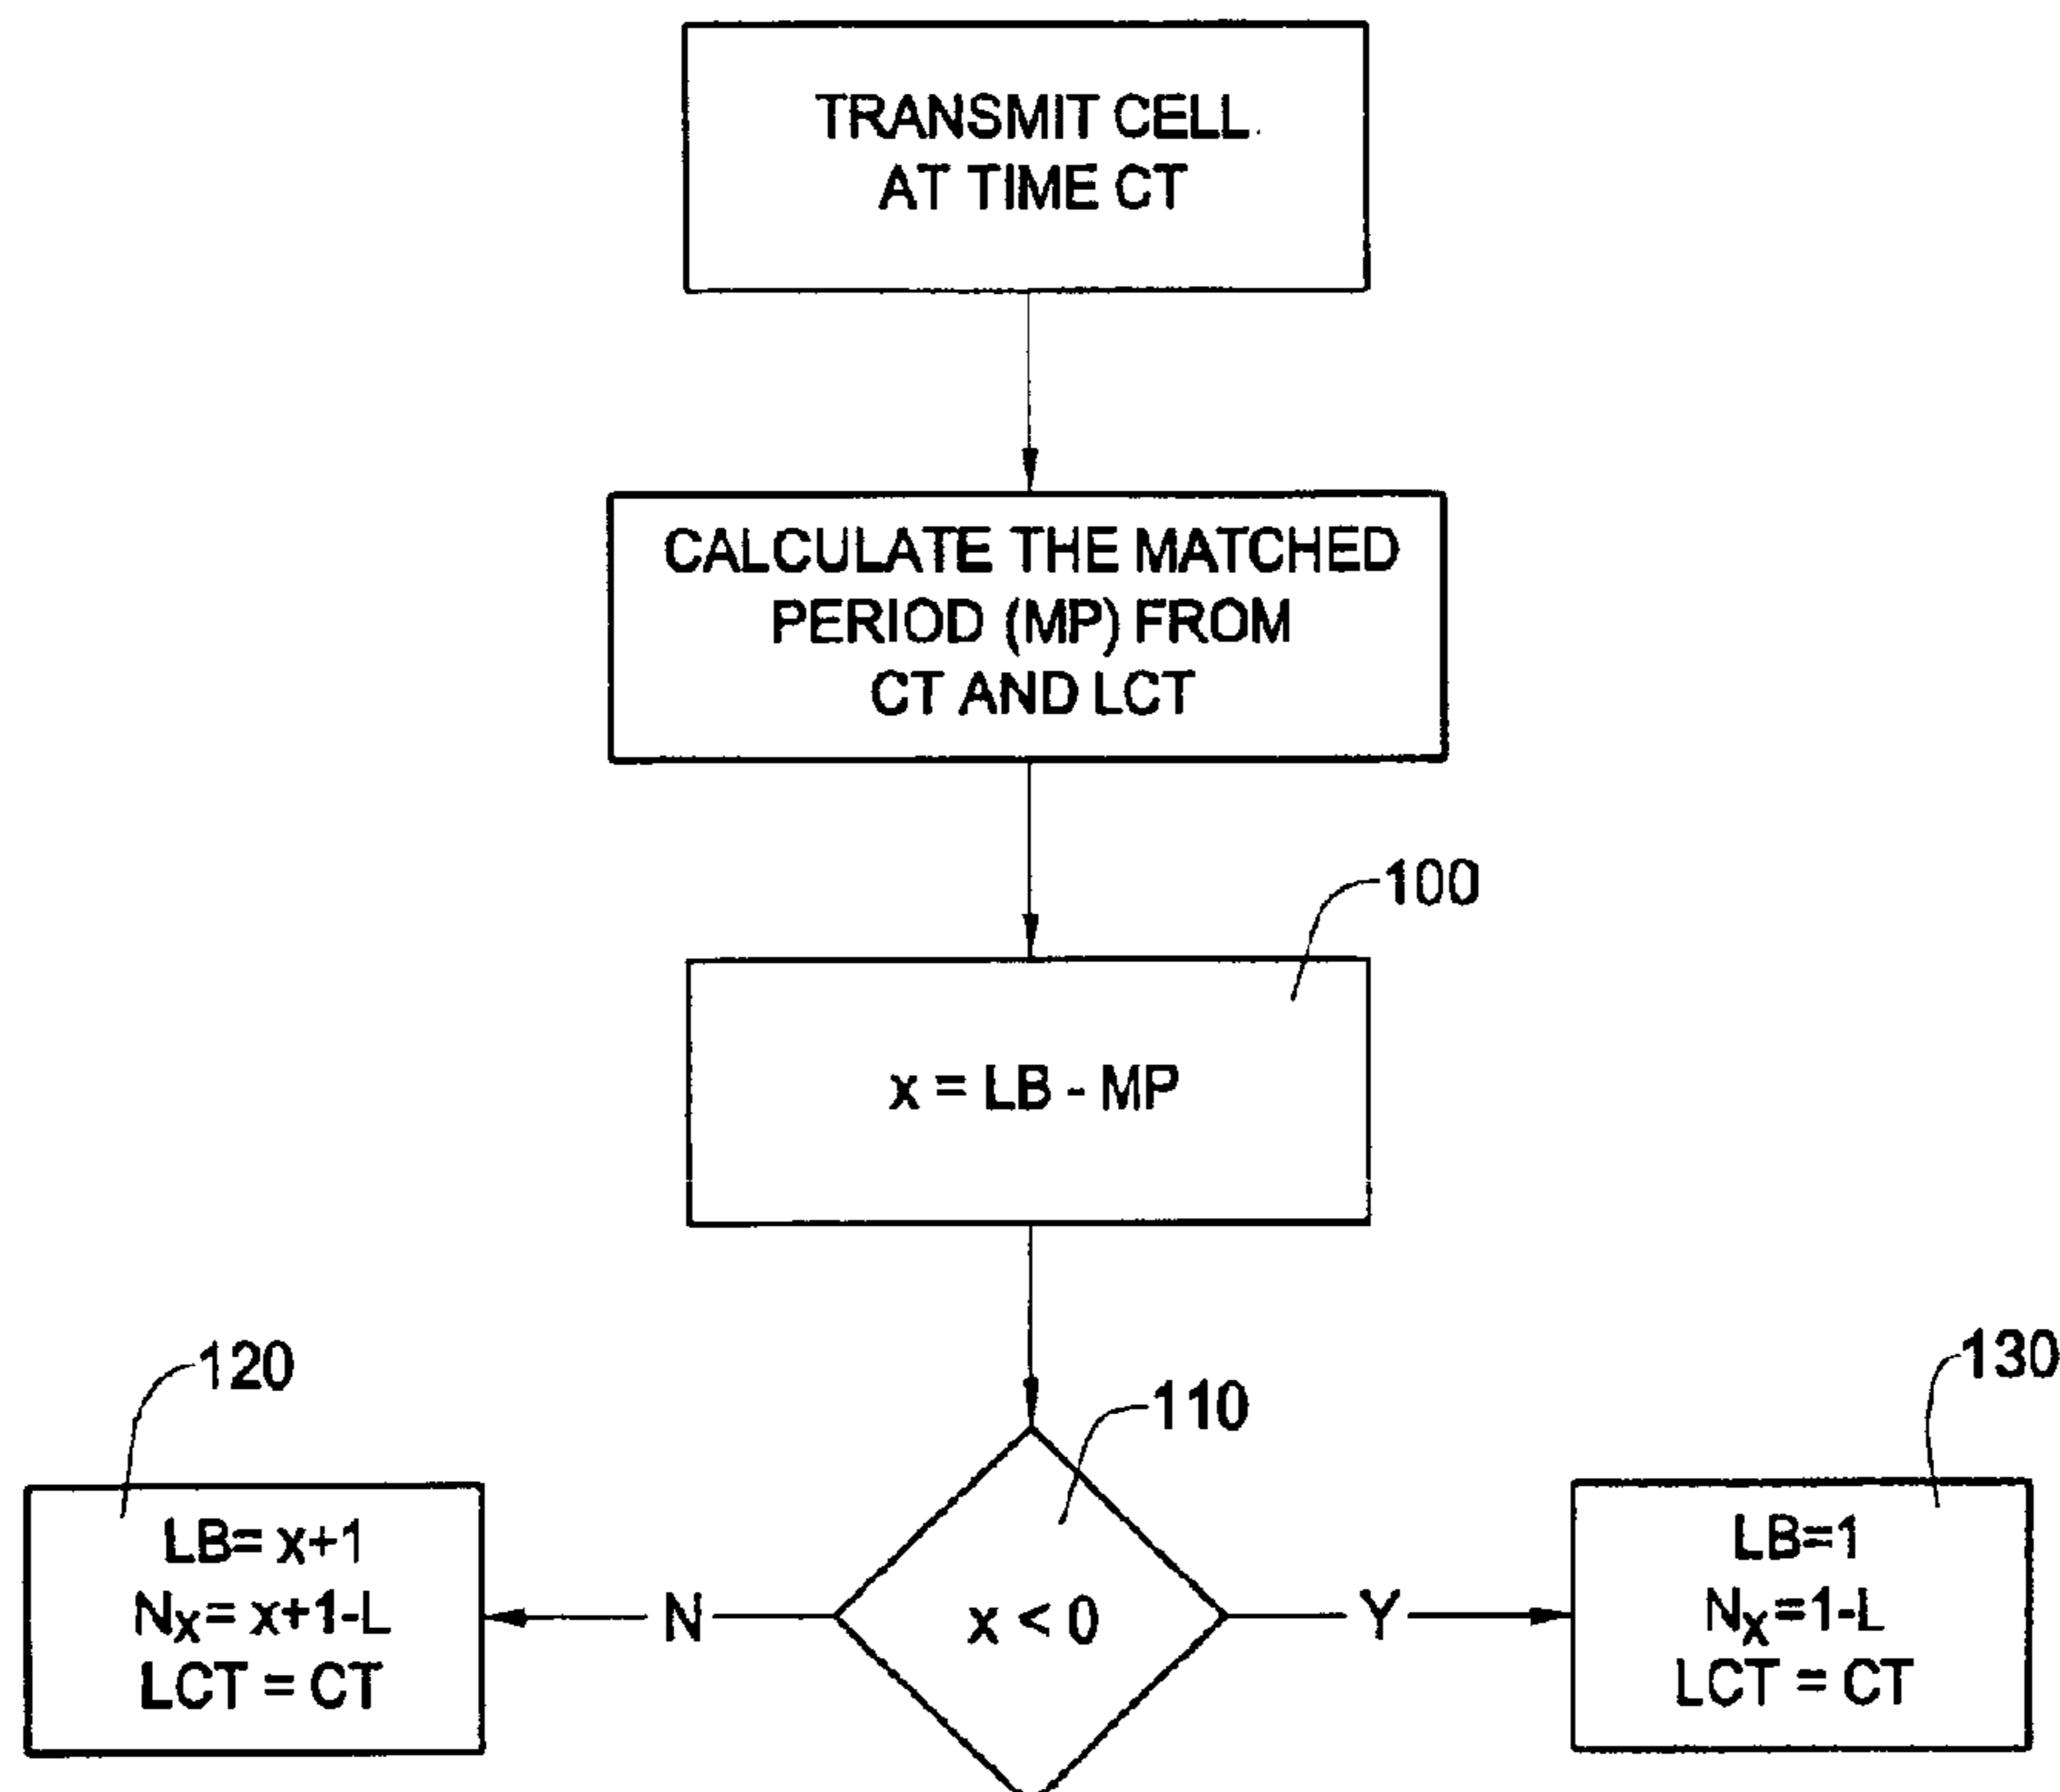 TRANSMIT CELL
AT TIME CT
CALCULATE THE MATCHED
PERIOD (MP) FROM
CT AND LCT
100
x = LB - MP
120
110
130
LB= x+1
Nx= x+1-L
LCT = CT
N
x < 0
Y
LB=1
Nx=1-L
LCT = CT